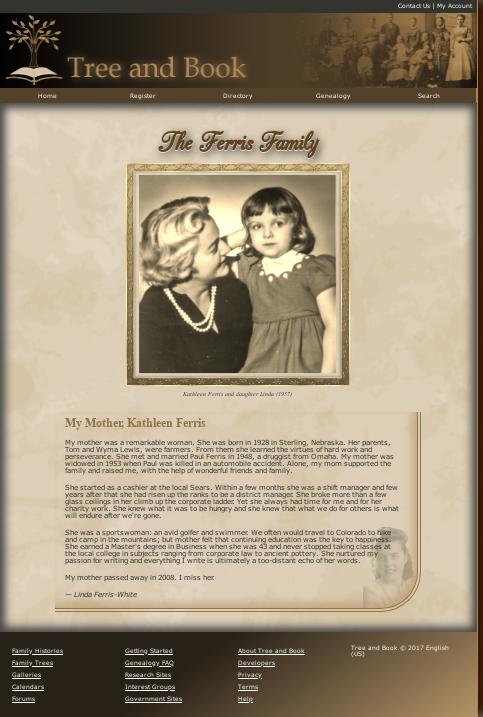 Contact Us | My Account
Tree and Book
Home Register Directory Genealogy Search
The Ferris Family
Kathleen Ferris and daughter Linda (1957)
My Mother, Kathleen Ferris
My mother was a remarkable woman. She was born in 1928 in Sterling, Nebraska. Her parents,
Tom and Wyma Lewis, were farmers. From them she learned the virtues of hard work and
perseverance. She met and married Paul Ferris in 1948, a druggist from Omaha. My mother was
widowed in 1953 when Paul was killed in an automobile accident. Alone, my mom supported the
family and raised me, with the help of wonderful friends and family.
She started as a cashier at the local Sears. Within a few months she was a shift manager and few
years after that she had risen up the ranks to be a district manager. She broke more than a few
glass ceilings in her climb up the corporate ladder. Yet she always had time for me and for her
charity work. She knew what it was to be hungry and she knew that what we do for others is what
will endure after we're gone.
She was a sportswoman: an avid golfer and swimmer. We often would travel to Colorado to hike
and camp in the mountains; but mother felt that continuing education was the key to happiness.
She earned a Master's degree in Business when she was 43 and never stopped taking classes at
the local college in subjects ranging from corporate law to ancient pottery. She nurtured my
passion for writing and everything I write is ultimately a too-distant echo of her words.
My mother passed away in 2008. I miss her.
— Linda Ferris-White
Family Histories
Family Trees
Galleries
Calendars
Forums
Getting Started
Genealogy FAQ
Research Sites
Interest Groups
Government Sites
About Tree and Book
Developers
Privacy
Terms
Help
Tree and Book © 2017 English
(US)